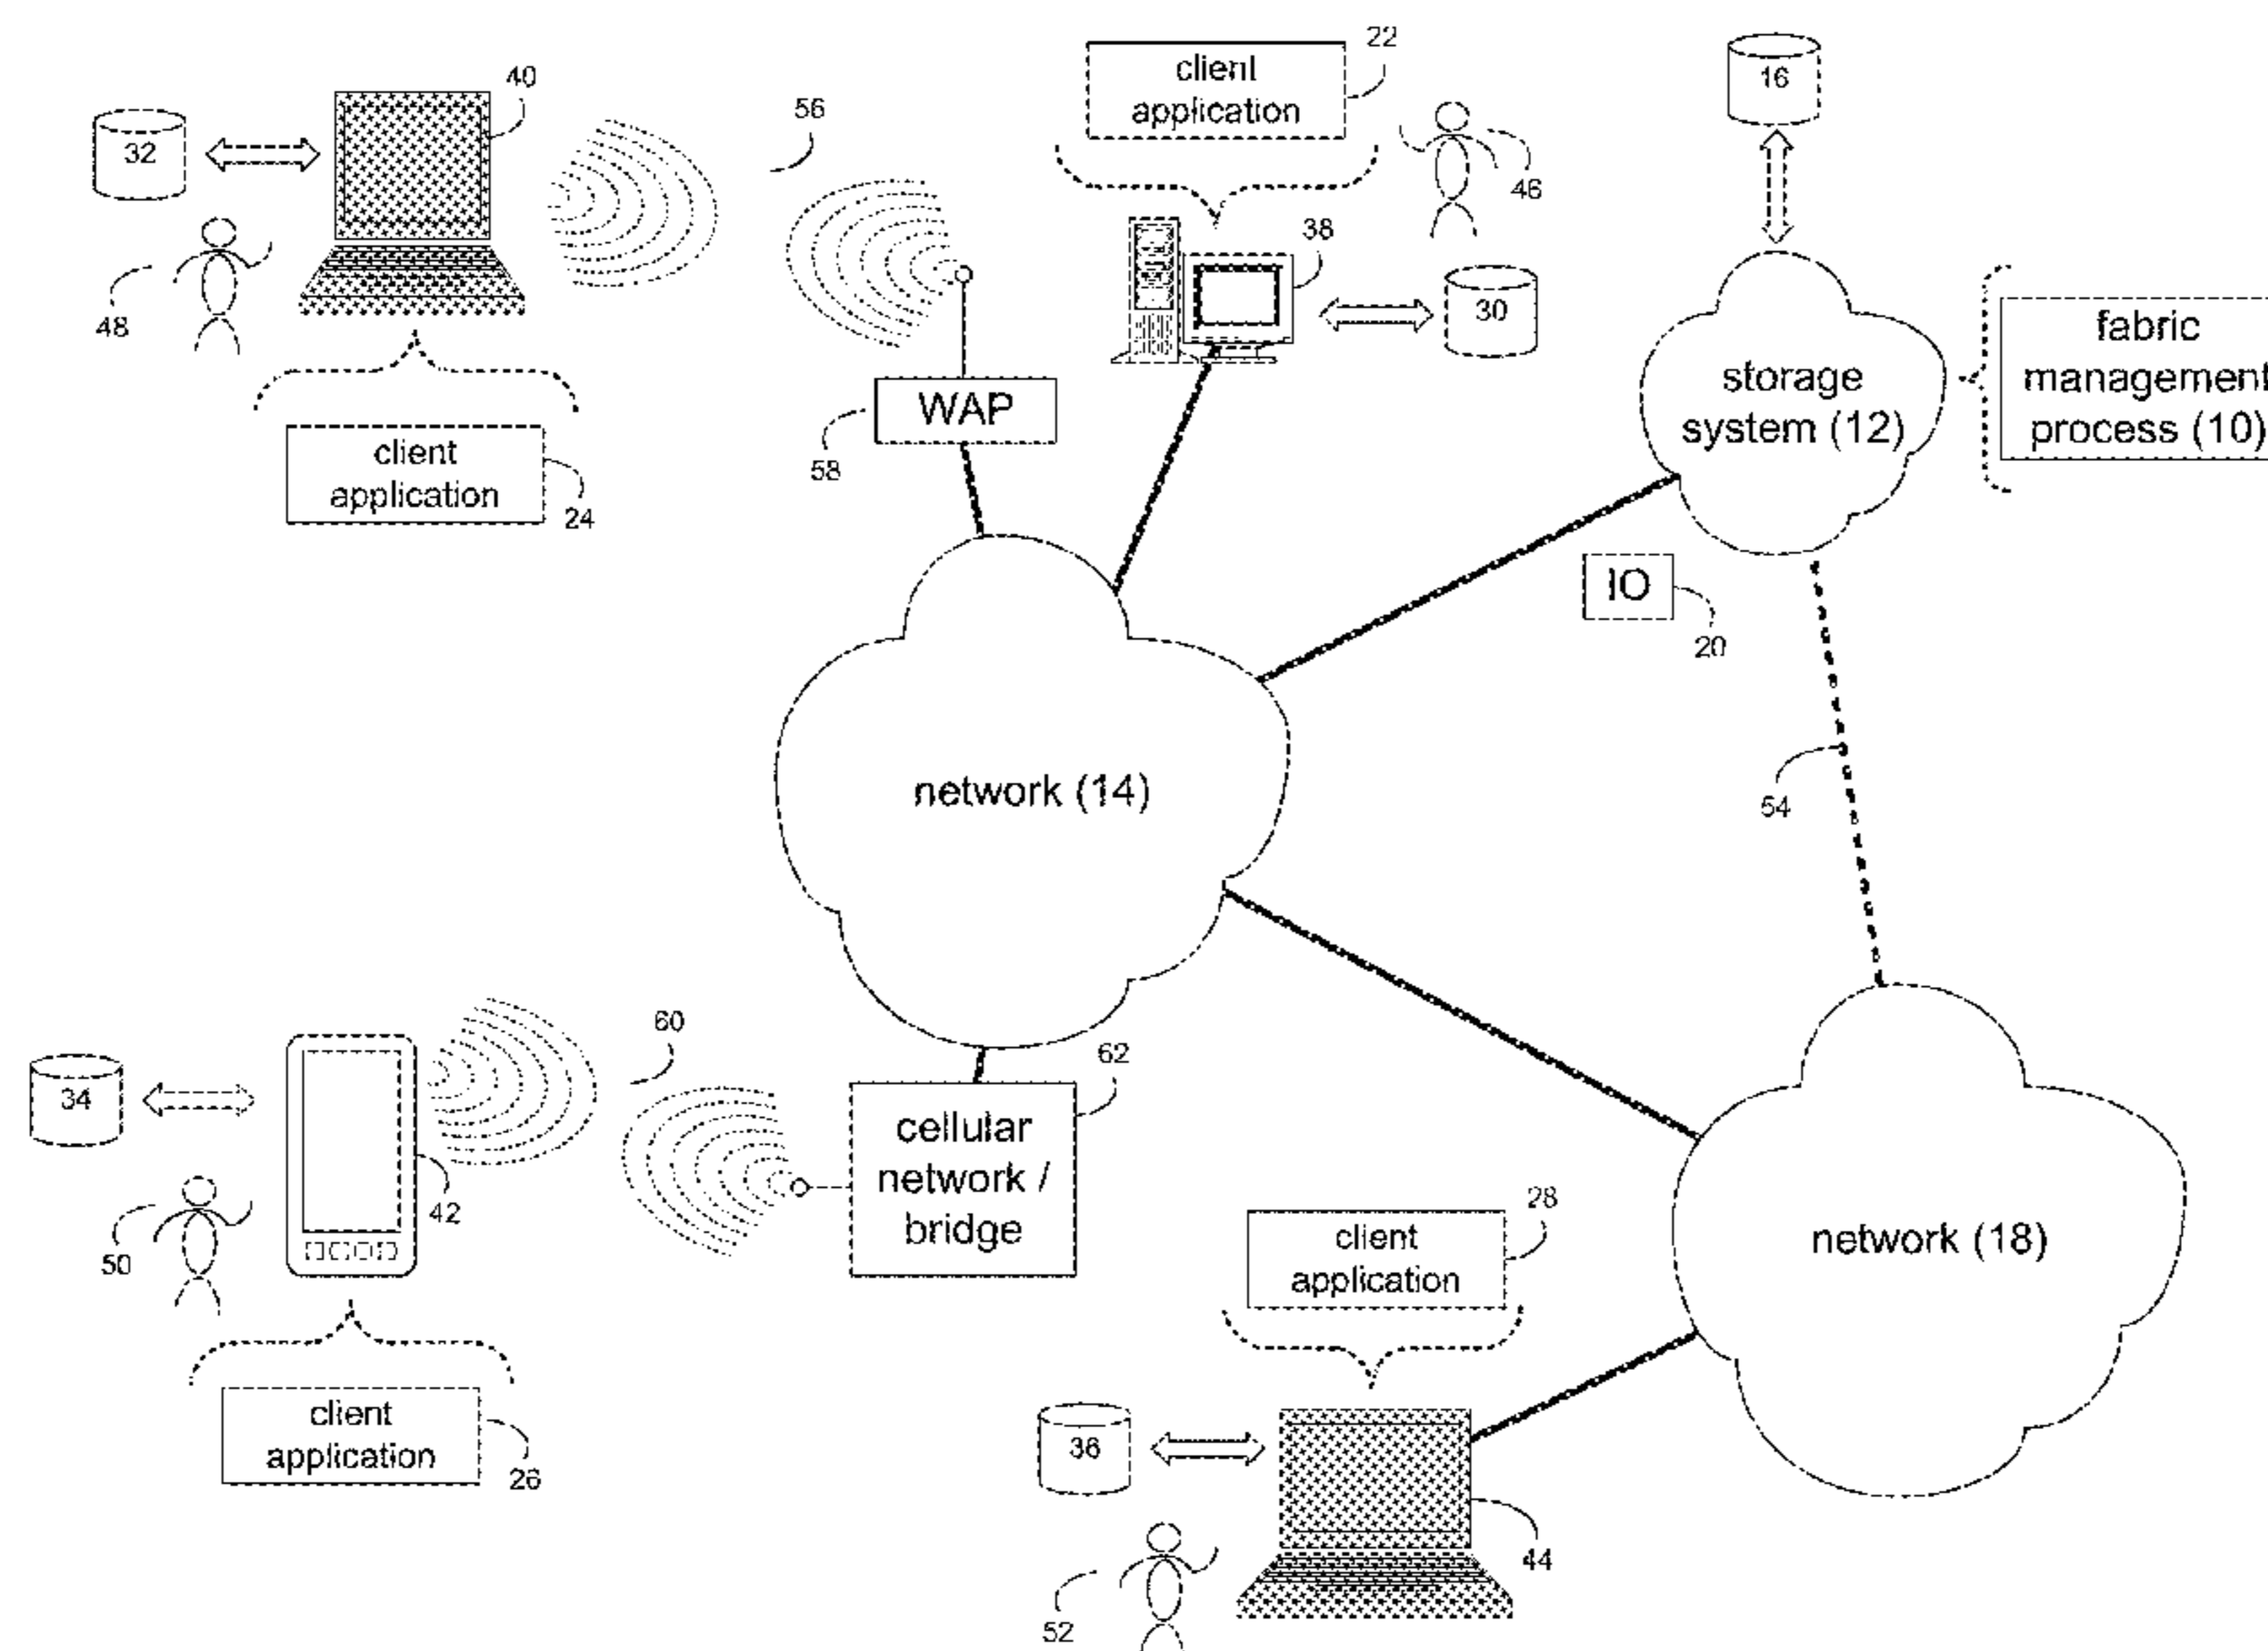 22
client
application
16
40
56
32
46
38
48
30
fabric
management
process (10)
storage
system (12)
WAP
58
client
application
24
IO
20
network (14)
54
60
62
34
cellular
network /
bridge
42
28
client
application
50
network (18)
client
application
26
36
44
52